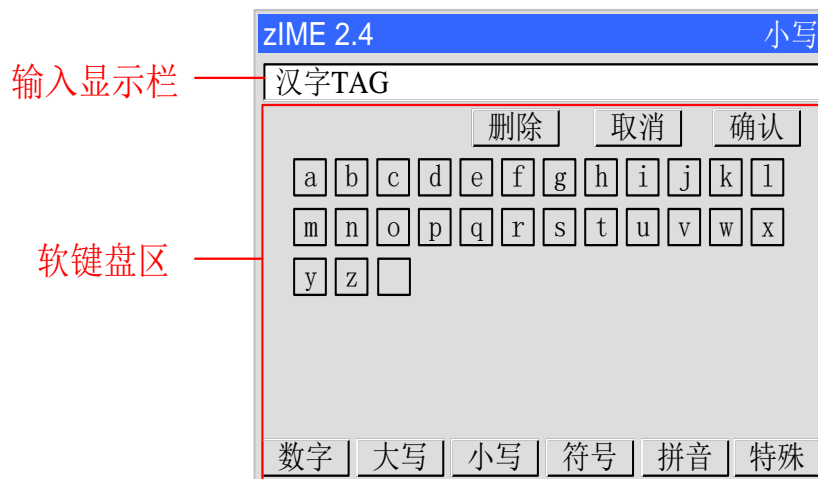 zIME 2.4 小写
输入显示栏 汉字TAG
删除 取消 确认
a b c d e f g h i j k l
m n o p q r s t u v w x
软键盘区
y z
数字 大写 小写 符号 拼音 特殊